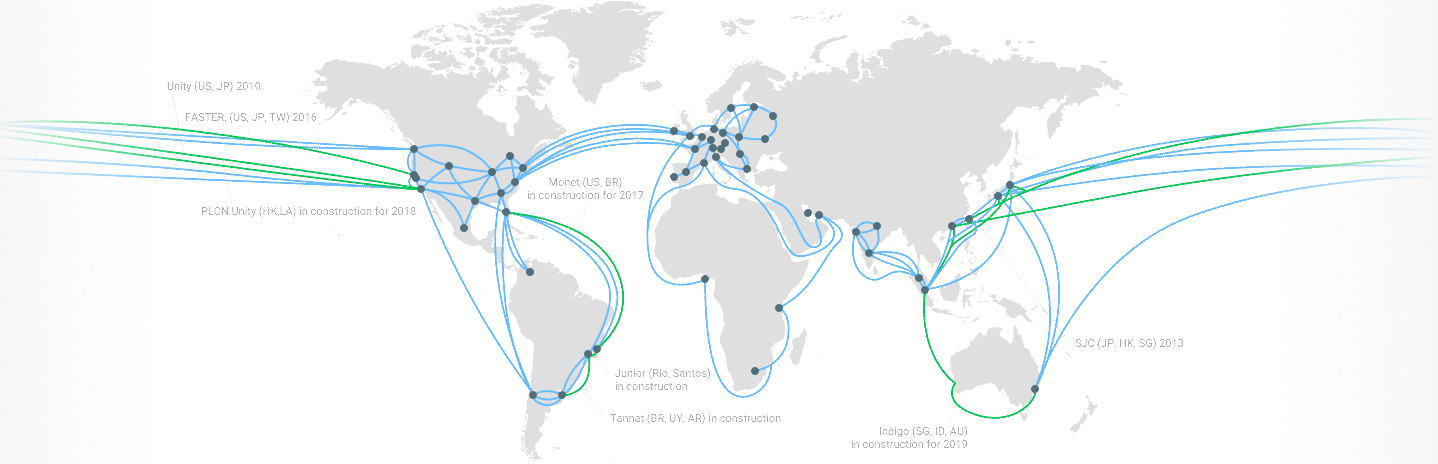 Unity (US, JP) 2010
FASTER, (US, JP, TW) 2016
PLCN Unity (HK,LA) in construction for 2018
Monet (US, BR)
in construction for 2017
Junior (Rio, Santos)
in construction
Tannat (BR, UY, AR) in construction
SJC (JP, HK, SG) 2013
Indigo (SG, ID, AU)
in construction for 2019